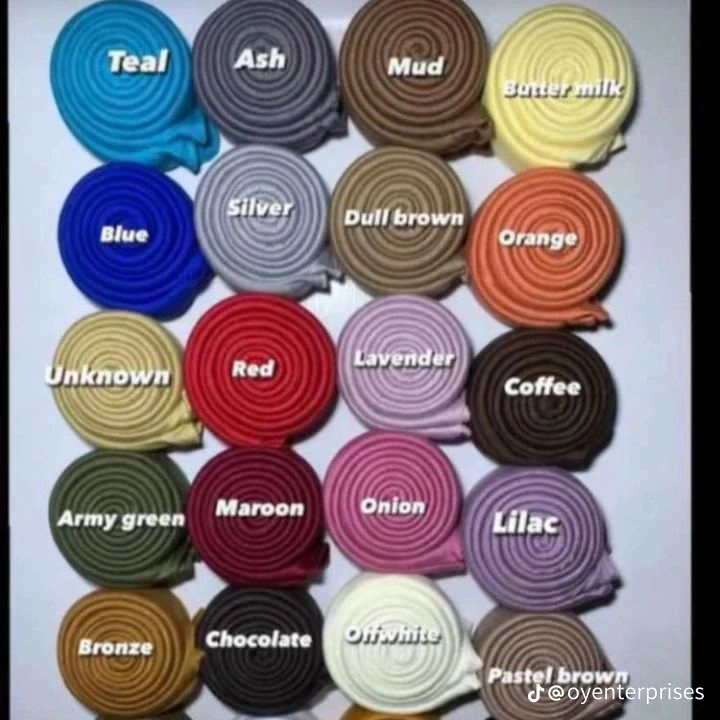 Teal
Ash
Mud
Butter milk
Blue
Silver
Dull brown
Orange
Unknown
Red
Lavender
Coffee
Army green
Maroon
Onion
Lilac
Bronze
Chocolate
Offwhite
Pastel brown
@oyenterprises